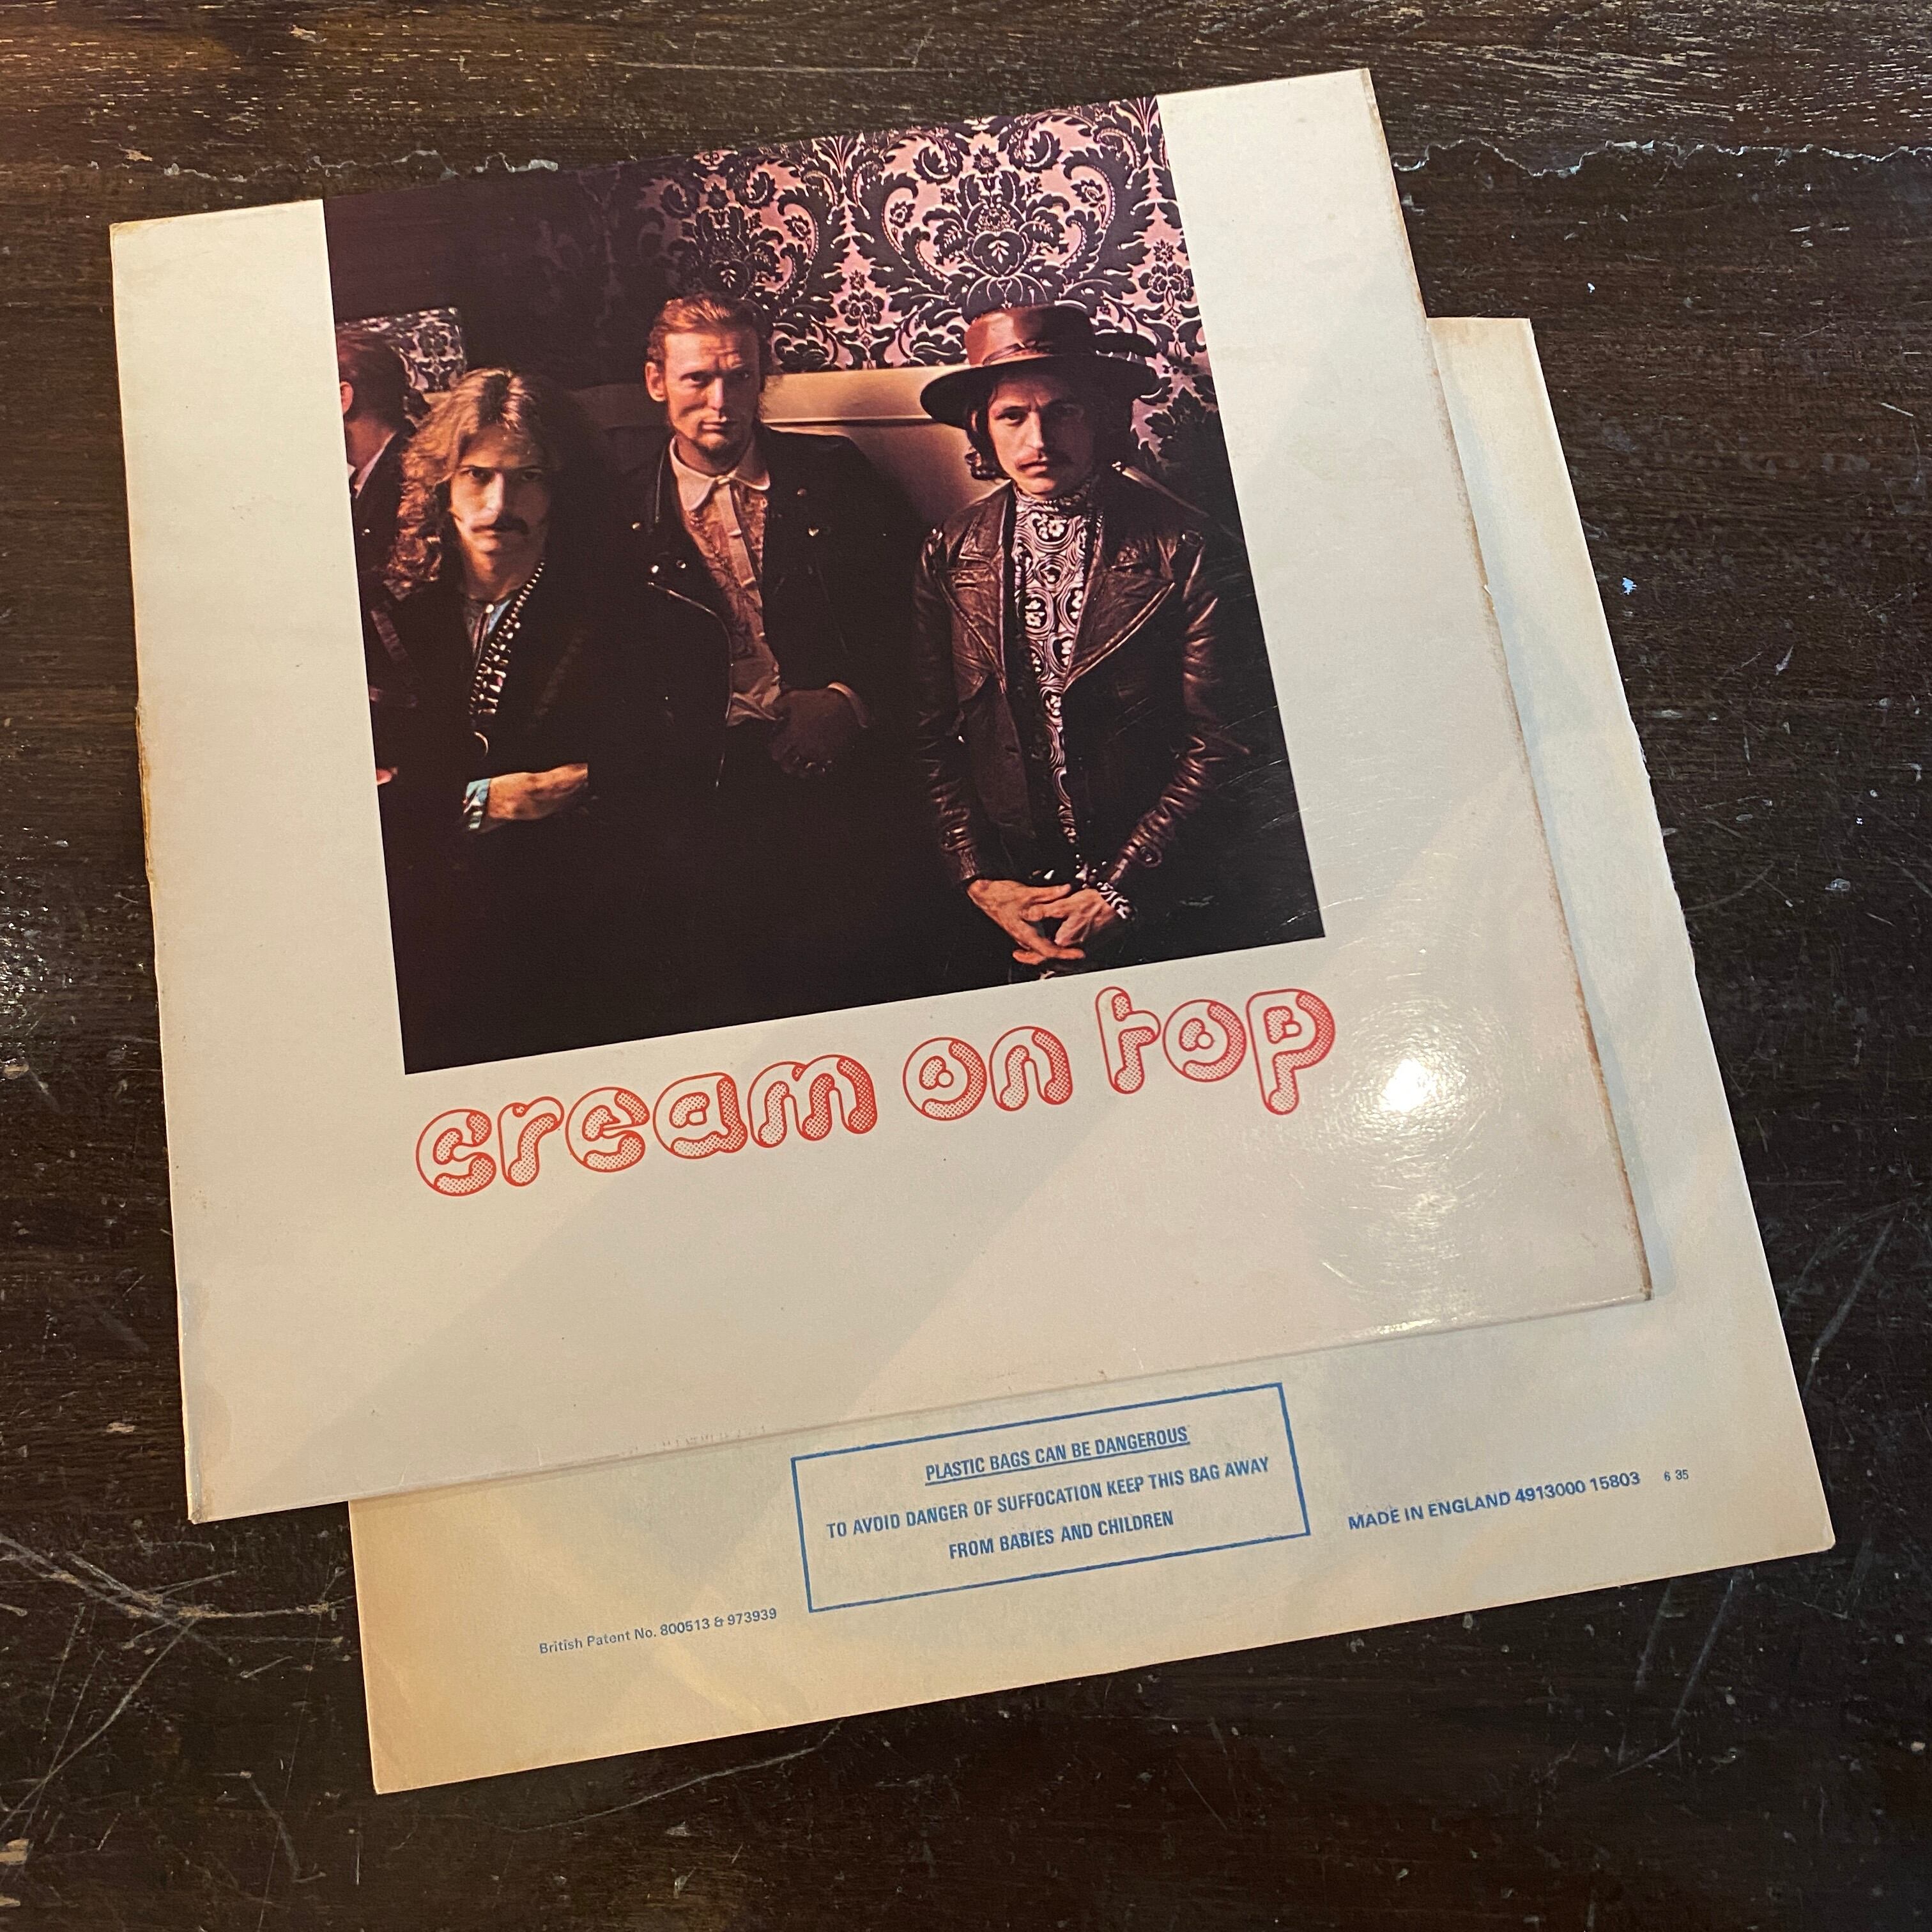 cream on top
PLASTIC BAGS CAN BE DANGEROUS
TO AVOID DANGER OF SUFFOCATION KEEP THIS BAG AWAY
FROM BABIES AND CHILDREN
MADE IN ENGLAND 4913000 15803 6 35
British Patent No. 800513 & 973939